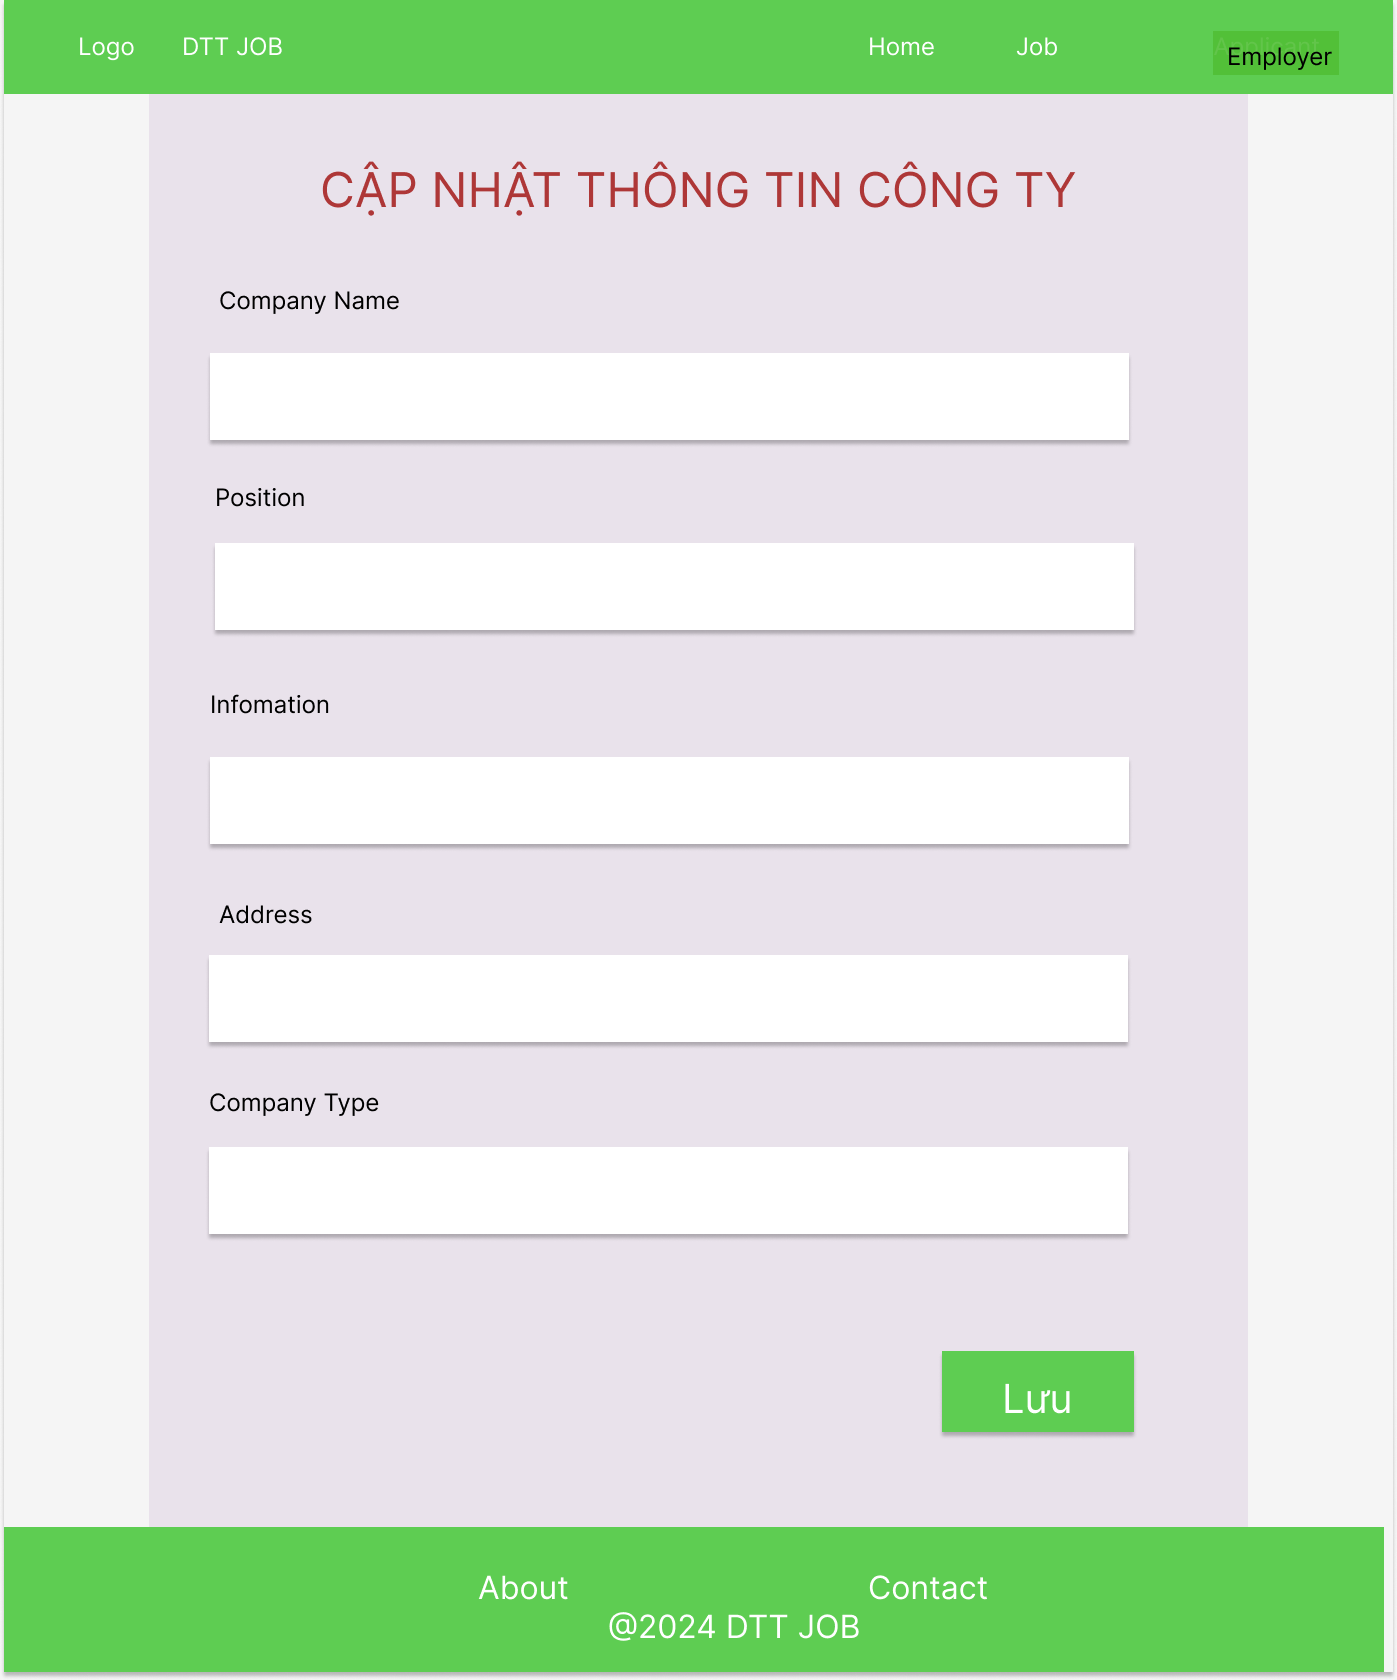 Logo DTT JOB Home Job Employer
CẬP NHẬT THÔNG TIN CÔNG TY
Company Name
Position
Infomation
Address
Company Type
Lưu
About Contact
@2024 DTT JOB